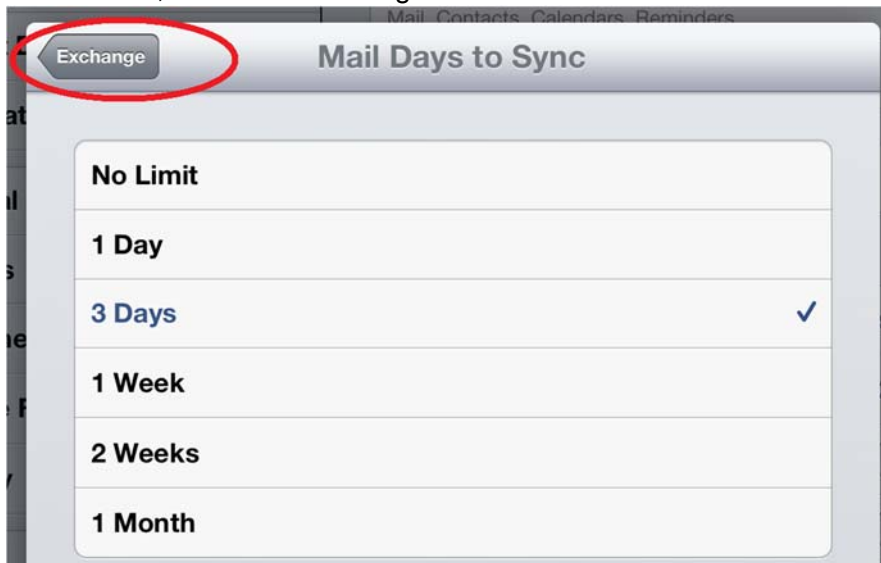 Mail, Contacts, Calendars, Reminders
Exchange
Mail Days to Sync
No Limit
1 Day
3 Days
1 Week
2 Weeks
1 Month